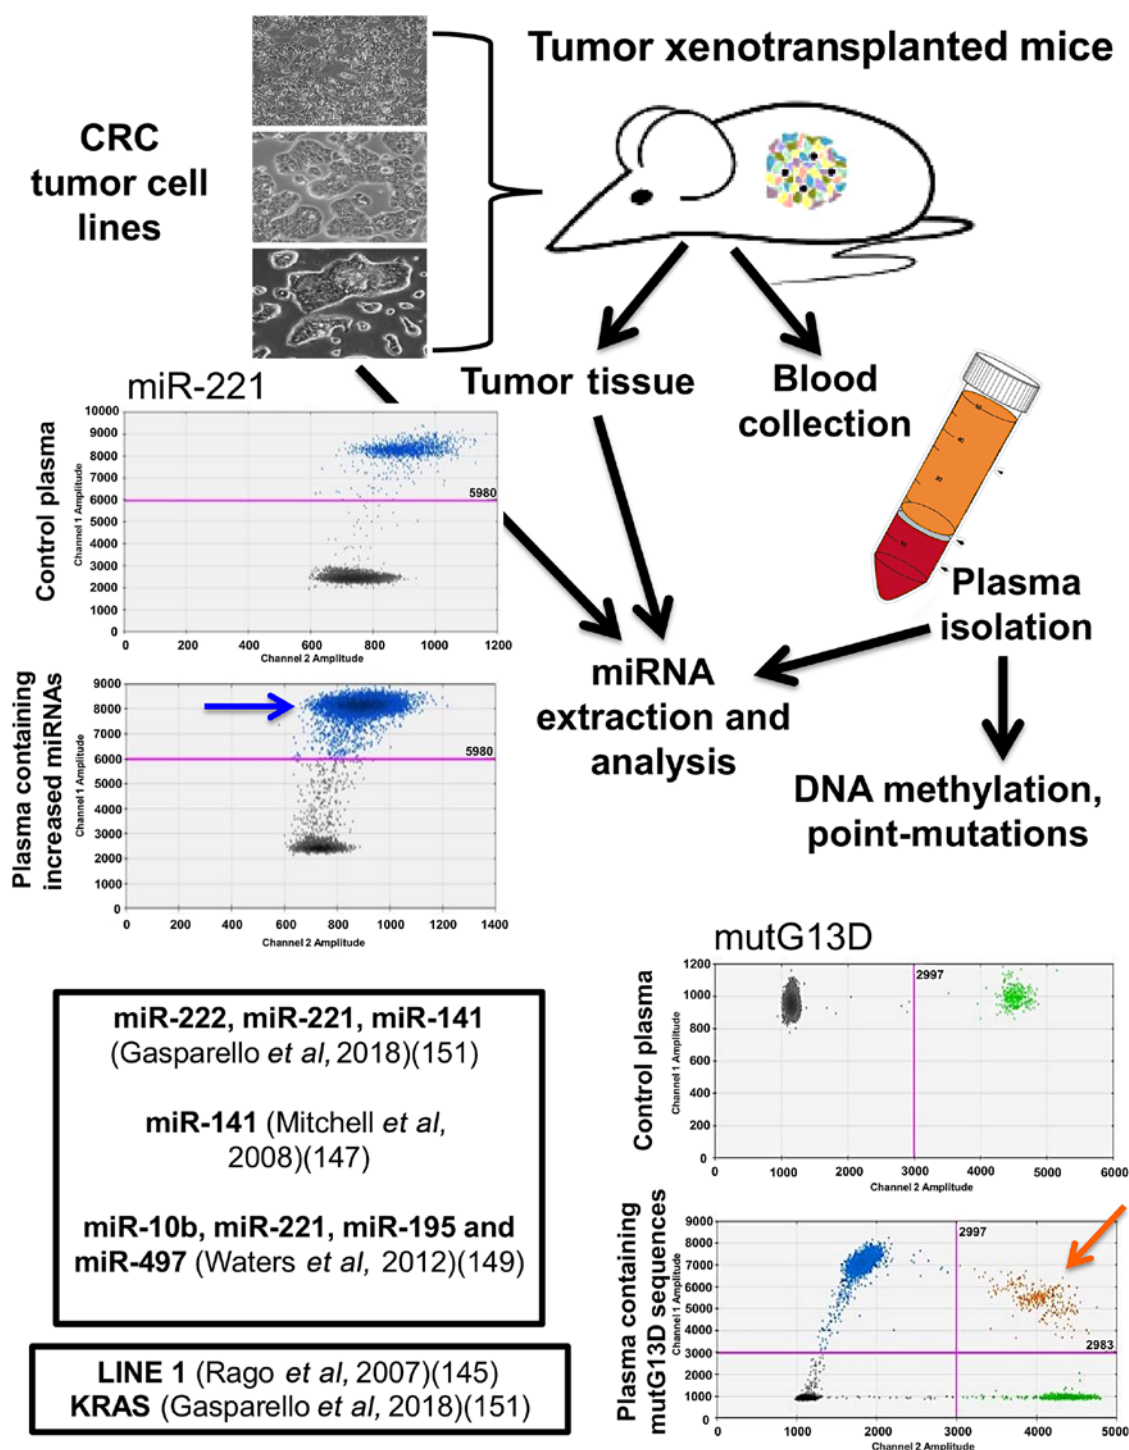 Tumor xenotransplanted mice
CRC
tumor cell
lines
Tumor tissue
Blood
collection
Plasma
isolation
miRNA
extraction and
analysis
DNA methylation,
point-mutations
miR-221
Control plasma
Channel 1 Amplitude
10000
9000
8000
7000
6000
5000
4000
3000
2000
1000
0
5980
0 200 400 600 800 1000 1200
Channel 2 Amplitude
Plasma containing
increased miRNAs
Channel 1 Amplitude
9000
8000
7000
6000
5000
4000
3000
2000
1000
0
5980
0 200 400 600 800 1000 1200 1400
Channel 2 Amplitude
mutG13D
Control plasma
Channel 1 Amplitude
1200
1000
800
600
400
200
0
2997
0 1000 2000 3000 4000 5000 6000
Channel 2 Amplitude
Plasma containing
mutG13D sequences
Channel 1 Amplitude
9000
8000
7000
6000
5000
4000
3000
2000
1000
0
2997
2983
0 1000 2000 3000 4000 5000
Channel 2 Amplitude
miR-222, miR-221, miR-141
(Gasparello et al, 2018)(151)
miR-141 (Mitchell et al,
2008)(147)
miR-10b, miR-221, miR-195 and
miR-497 (Waters et al, 2012)(149)
LINE 1 (Rago et al, 2007)(145)
KRAS (Gasparello et al, 2018)(151)